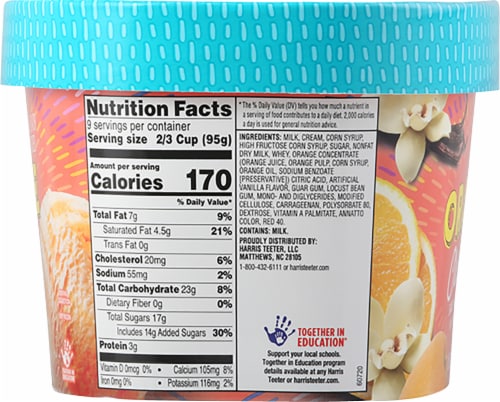 Nutrition Facts
9 servings per container
Serving size 2/3 Cup (95g)
Amount per serving
Calories 170
% Daily Value*
Total Fat 7g 9%
Saturated Fat 4.5g 21%
Trans Fat 0g
Cholesterol 20mg 6%
Sodium 55mg 2%
Total Carbohydrate 23g 8%
Dietary Fiber 0g 0%
Total Sugars 17g
Includes 14g Added Sugars 30%
Protein 3g
Vitamin D 0mcg 0% • Calcium 105mg 8%
Iron 0mg 0% • Potassium 116mg 2%
* The % Daily Value (DV) tells you how much a nutrient in
a serving of food contributes to a daily diet. 2,000 calories
a day is used for general nutrition advice.
INGREDIENTS: MILK, CREAM, CORN SYRUP,
HIGH FRUCTOSE CORN SYRUP, SUGAR, NONFAT
DRY MILK, WHEY, ORANGE CONCENTRATE
(ORANGE JUICE, ORANGE PULP, CORN SYRUP,
ORANGE OIL, SODIUM BENZOATE
(PRESERVATIVE)) CITRIC ACID, ARTIFICIAL
VANILLA FLAVOR, GUAR GUM, LOCUST BEAN
GUM, MONO- AND DIGLYCERIDES, MODIFIED
CELLULOSE, CARRAGEENAN, POLYSORBATE 80,
DEXTROSE, VITAMIN A PALMITATE, ANNATTO
COLOR, RED 40.
CONTAINS: MILK.
PROUDLY DISTRIBUTED BY:
HARRIS TEETER, LLC
MATTHEWS, NC 28105
1-800-432-6111 or harristeeter.com
TOGETHER IN
EDUCATION®
Support your local schools.
Together in Education program
details available at any Harris
Teeter or harristeeter.com.
60720